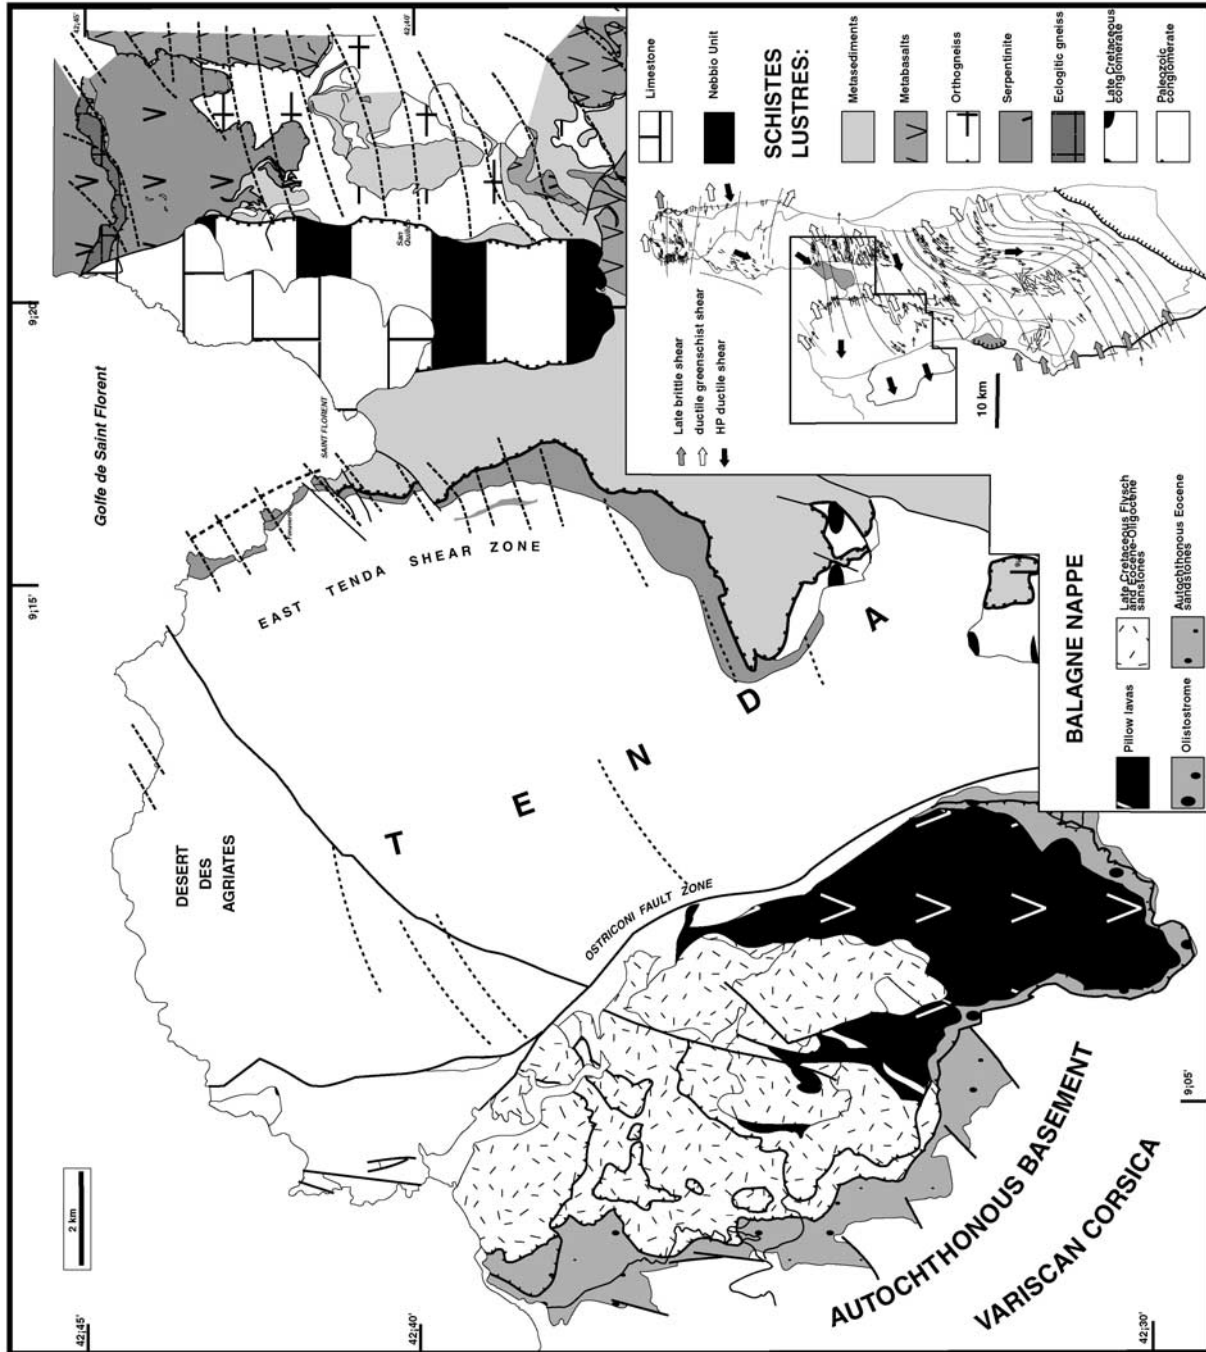 42¡45'
42¡40'
9¡20'
Golfe de Saint Florent
San
SAINT FLORENT
9¡15'
EAST TENDA SHEAR ZONE
DESERT
DES
AGRIATES
T E N D A
OSTRICONI FAULT ZONE
2 km
42¡45'
42¡40'
42¡30'
9¡05'
AUTOCHTHONOUS BASEMENT
VARISCAN CORSICA
Limestone
Nebbio Unit
SCHISTES
LUSTRES:
Metasediments
Metabasalts
Orthogneiss
Serpentinite
Eclogitic gneiss
Late Cretaceous
conglomerate
Paleozoic
conglomerate
Late brittle shear
ductile greenschist shear
HP ductile shear
10 km
BALAGNE NAPPE
Pillow lavas
Late Cretaceous Flysch
and Eocene-Oligocene
sanstones
Olistostrome
Autochthonous Eocene
sandstones